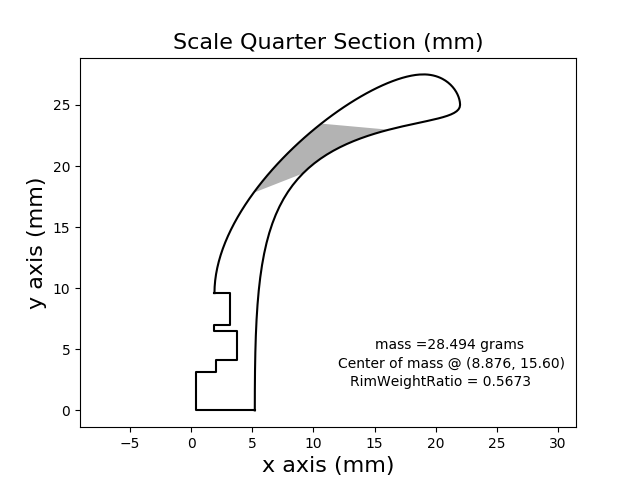 Scale Quarter Section (mm)
y axis (mm)
25
20
15
10
5
0
mass =28.494 grams
Center of mass @ (8.876, 15.60)
RimWeightRatio = 0.5673
−5 0 5 10 15 20 25 30
x axis (mm)